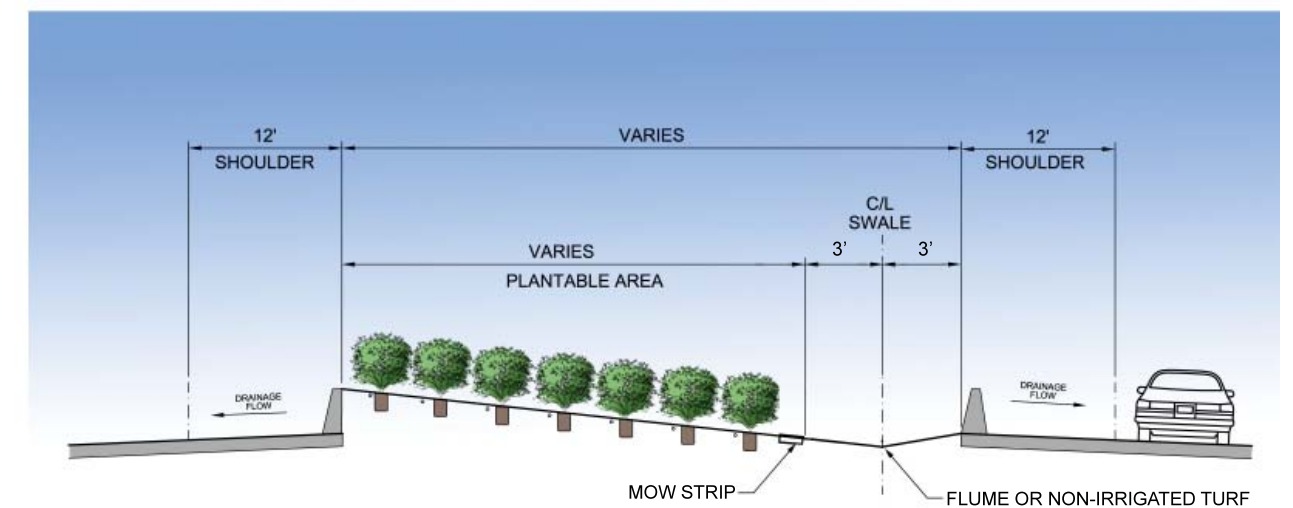 12'
SHOULDER
VARIES
12'
SHOULDER
C/L
SWALE
VARIES
PLANTABLE AREA
3’
3’
DRAINAGE
FLOW
DRAINAGE
FLOW
MOW STRIP
FLUME OR NON-IRRIGATED TURF